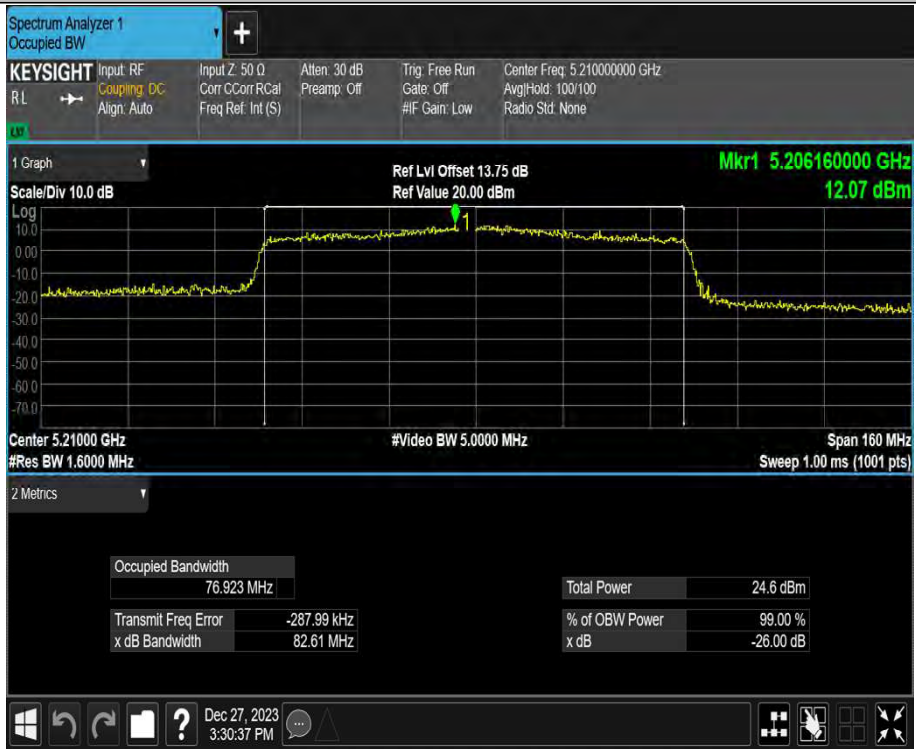 Spectrum Analyzer 1
Occupied BW
+
KEYSIGHT
RL
Input: RF
Coupling: DC
Align: Auto
Input Z: 50 Ω
Corr CCorr RCal
Freq Ref: Int (S)
Atten: 30 dB
Preamp: Off
Trig: Free Run
Gate: Off
#IF Gain: Low
Center Freq: 5.210000000 GHz
Avg|Hold: 100/100
Radio Std: None
LXI
1 Graph
Scale/Div 10.0 dB
Ref Lvl Offset 13.75 dB
Ref Value 20.00 dBm
Mkr1 5.206160000 GHz
12.07 dBm
Log
10.0
0.00
-10.0
-20.0
-30.0
-40.0
-50.0
-60.0
-70.0
1
Center 5.21000 GHz
#Res BW 1.6000 MHz
#Video BW 5.0000 MHz
Span 160 MHz
Sweep 1.00 ms (1001 pts)
2 Metrics
Occupied Bandwidth
76.923 MHz
Transmit Freq Error -287.99 kHz
x dB Bandwidth 82.61 MHz
Total Power 24.6 dBm
% of OBW Power 99.00 %
x dB -26.00 dB
?
Dec 27, 2023
3:30:37 PM